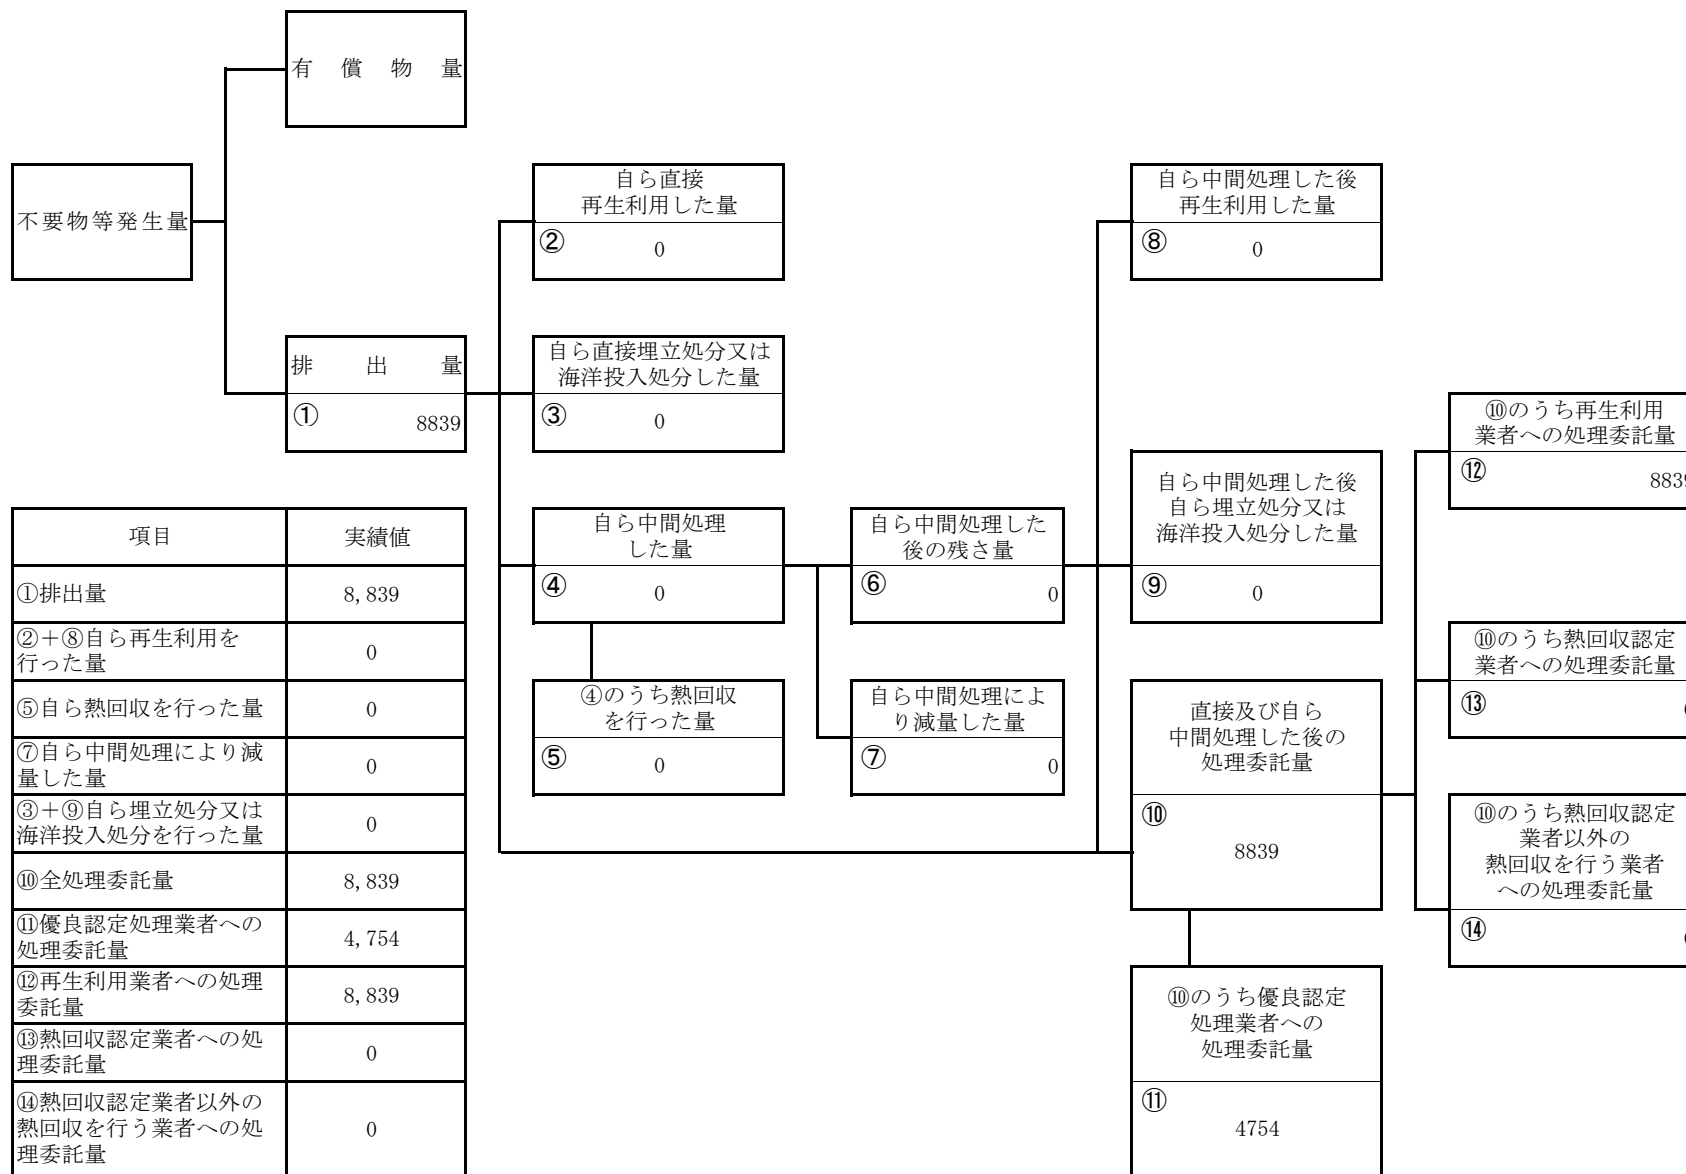 有償物量
不要物等発生量
自ら直接
再生利用した量
②
0
自ら中間処理した後
再生利用した量
⑧
0
排出量
①
8839
自ら直接埋立処分又は
海洋投入処分した量
③
0
⑩のうち再生利用
業者への処理委託量
⑫
8839
自ら中間処理した後
自ら埋立処分又は
海洋投入処分した量
⑨
0
自ら中間処理
した量
④
0
自ら中間処理した
後の残さ量
⑥
0
⑩のうち熱回収認定
業者への処理委託量
⑬
④のうち熱回収
を行った量
⑤
0
自ら中間処理によ
り減量した量
⑦
0
直接及び自ら
中間処理した後の
処理委託量
⑩
8839
⑩のうち熱回収認定
業者以外の
熱回収を行う業者
への処理委託量
⑭
⑩のうち優良認定
処理業者への
処理委託量
⑪
4754
項目 実績値
①排出量 8,839
②+⑧自ら再生利用を
行った量 0
⑤自ら熱回収を行った量 0
⑦自ら中間処理により減
量した量 0
③+⑨自ら埋立処分又は
海洋投入処分を行った量 0
⑩全処理委託量 8,839
⑪優良認定処理業者への
処理委託量 4,754
⑫再生利用業者への処理
委託量 8,839
⑬熱回収認定業者への処
理委託量 0
⑭熱回収認定業者以外の
熱回収を行う業者への処
理委託量 0